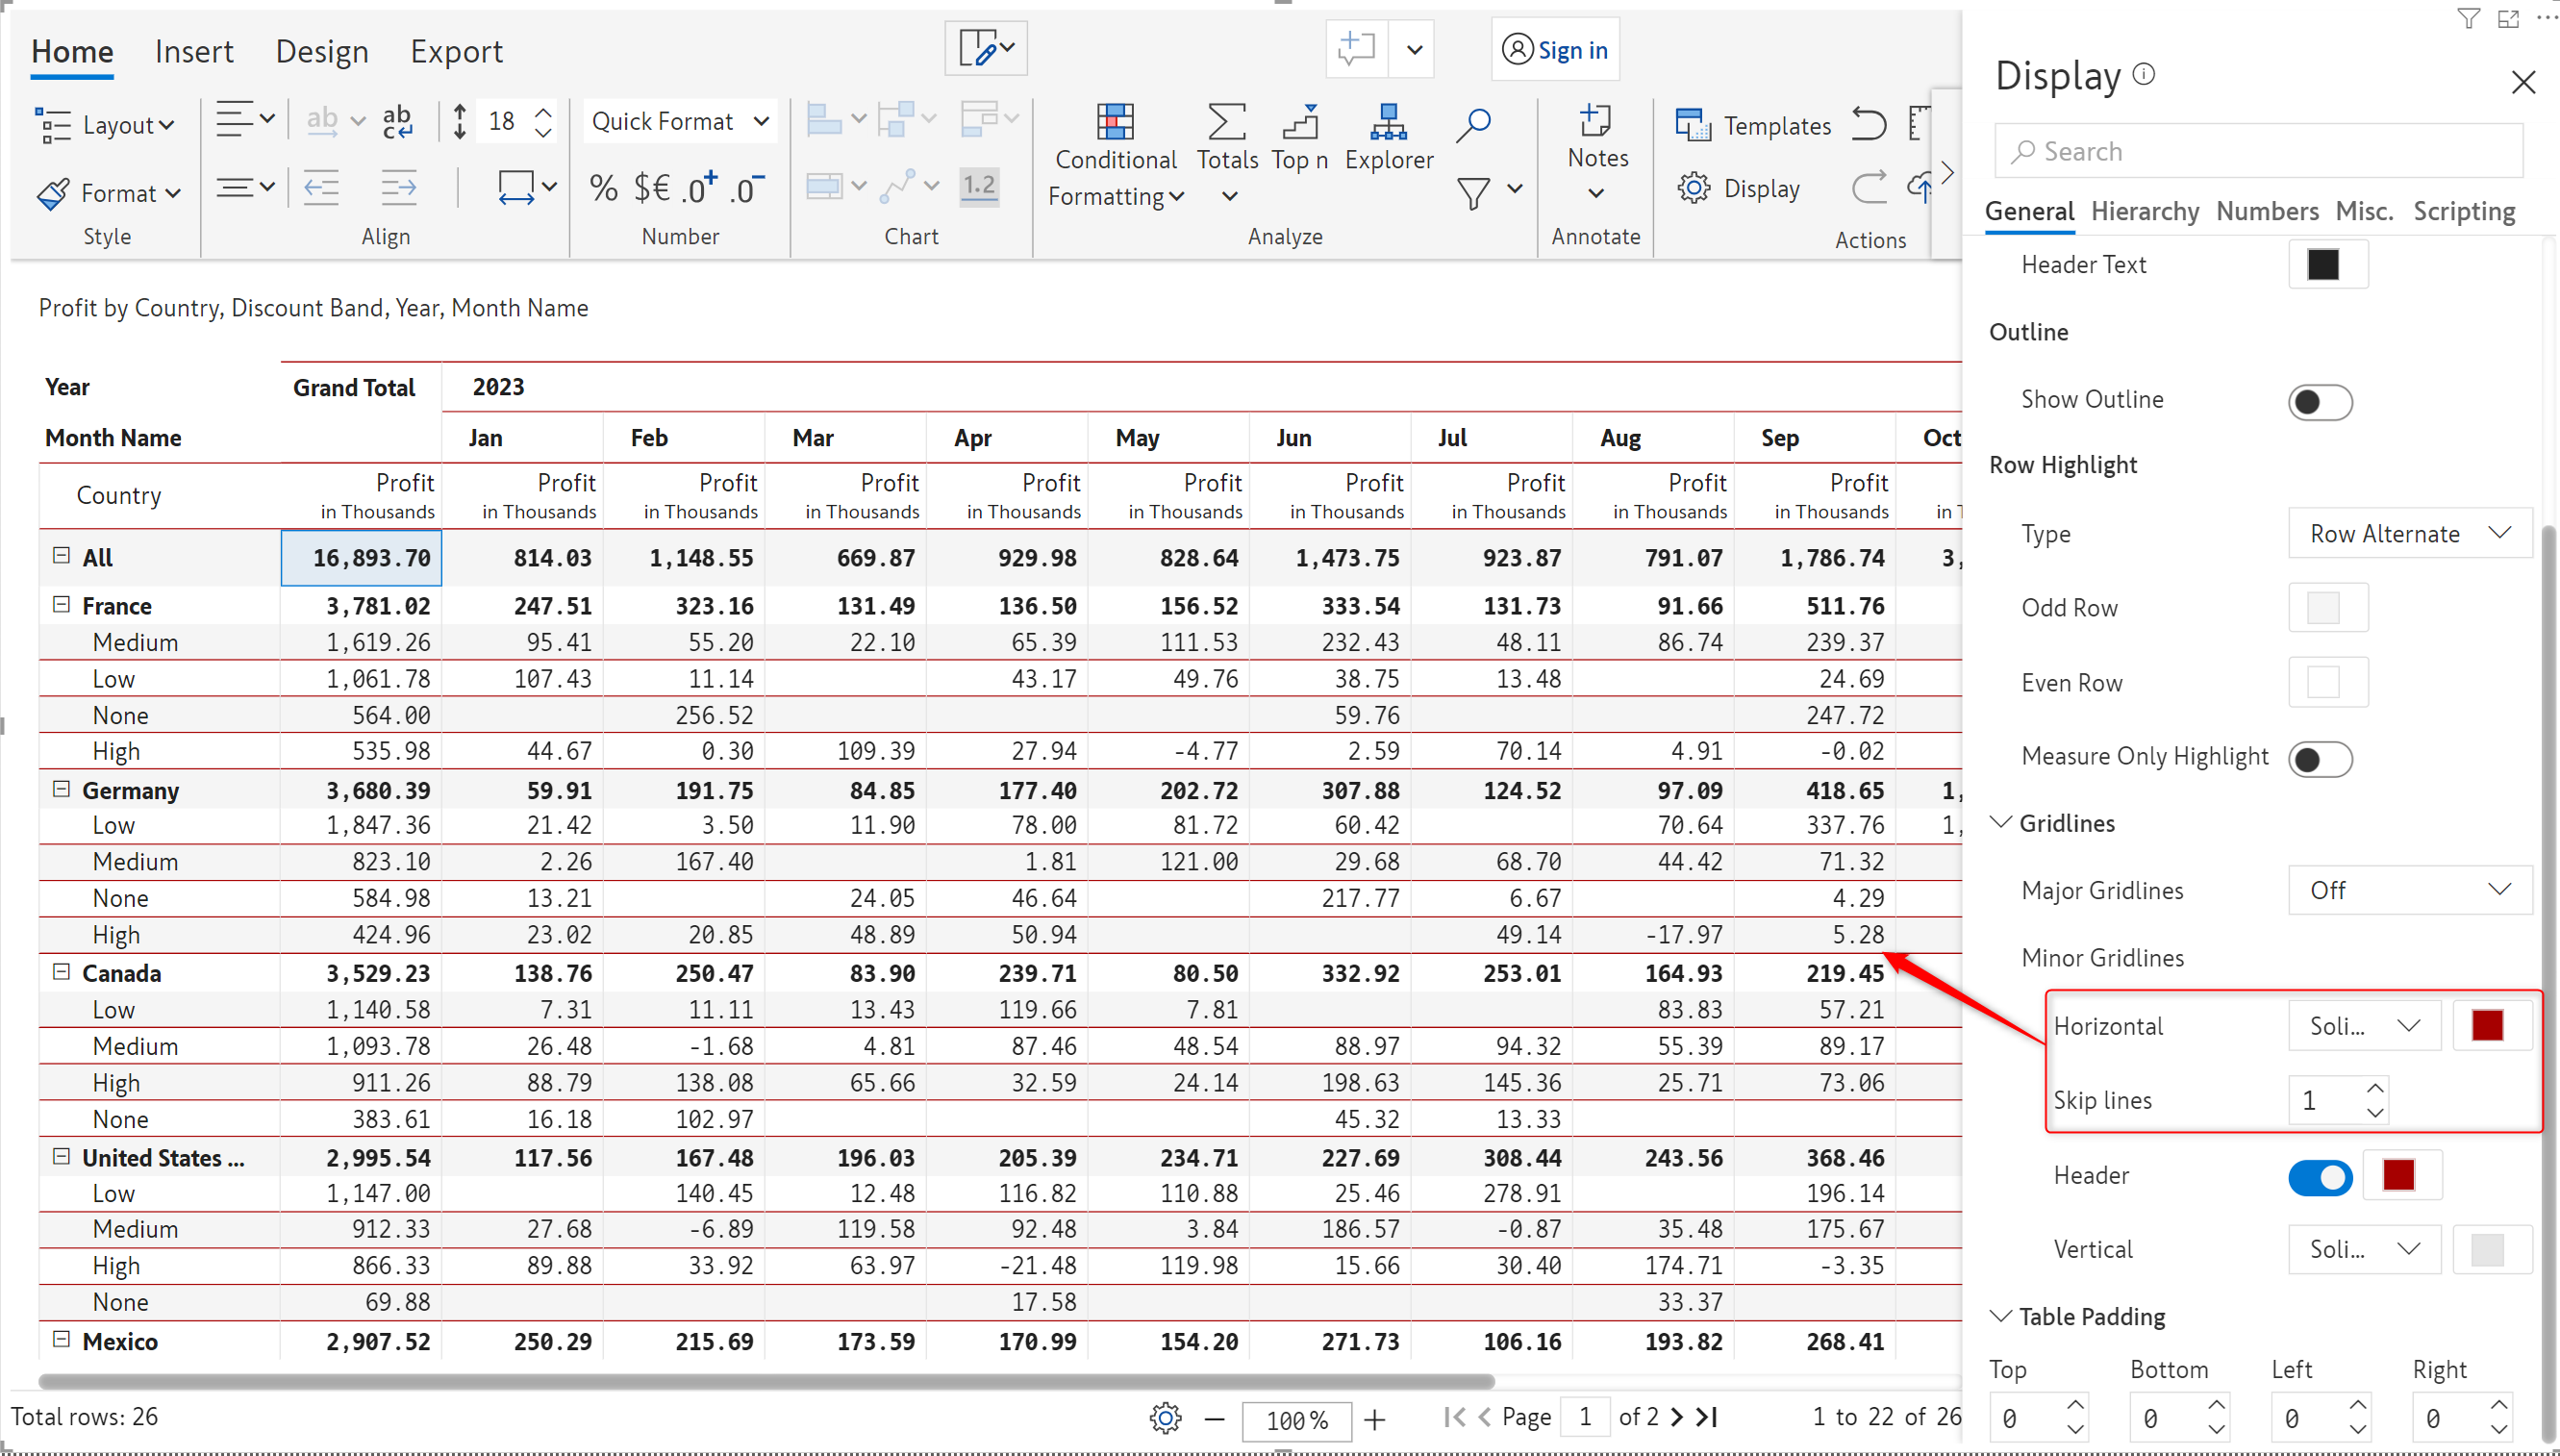 Home Insert Design Export Sign in
Layout ab ab c 18 Quick Format Conditional Formatting Totals Top n Explorer Notes Templates
Format % $€ .0+ .0- 1.2 Display
Style Align Number Chart Analyze Annotate Actions
Profit by Country, Discount Band, Year, Month Name
Year Grand Total 2023
Month Name Jan Feb Mar Apr May Jun Jul Aug Sep Oct
Country Profit Profit Profit Profit Profit Profit Profit Profit Profit Profit
in Thousands in Thousands in Thousands in Thousands in Thousands in Thousands in Thousands in Thousands in Thousands in Thousands in T
All 16,893.70 814.03 1,148.55 669.87 929.98 828.64 1,473.75 923.87 791.07 1,786.74 3,
France 3,781.02 247.51 323.16 131.49 136.50 156.52 333.54 131.73 91.66 511.76
Medium 1,619.26 95.41 55.20 22.10 65.39 111.53 232.43 48.11 86.74 239.37
Low 1,061.78 107.43 11.14 43.17 49.76 38.75 13.48 24.69
None 564.00 256.52 59.76 247.72
High 535.98 44.67 0.30 109.39 27.94 -4.77 2.59 70.14 4.91 -0.02
Germany 3,680.39 59.91 191.75 84.85 177.40 202.72 307.88 124.52 97.09 418.65 1,
Low 1,847.36 21.42 3.50 11.90 78.00 81.72 60.42 70.64 337.76 1,
Medium 823.10 2.26 167.40 1.81 121.00 29.68 68.70 44.42 71.32
None 584.98 13.21 24.05 46.64 217.77 6.67 4.29
High 424.96 23.02 20.85 48.89 50.94 49.14 -17.97 5.28
Canada 3,529.23 138.76 250.47 83.90 239.71 80.50 332.92 253.01 164.93 219.45
Low 1,140.58 7.31 11.11 13.43 119.66 7.81 83.83 57.21
Medium 1,093.78 26.48 -1.68 4.81 87.46 48.54 88.97 94.32 55.39 89.17
High 911.26 88.79 138.08 65.66 32.59 24.14 198.63 145.36 25.71 73.06
None 383.61 16.18 102.97 45.32 13.33
United States ... 2,995.54 117.56 167.48 196.03 205.39 234.71 227.69 308.44 243.56 368.46
Low 1,147.00 140.45 12.48 116.82 110.88 25.46 278.91 196.14
Medium 912.33 27.68 -6.89 119.58 92.48 3.84 186.57 -0.87 35.48 175.67
High 866.33 89.88 33.92 63.97 -21.48 119.98 15.66 30.40 174.71 -3.35
None 69.88 17.58 33.37
Mexico 2,907.52 250.29 215.69 173.59 170.99 154.20 271.73 106.16 193.82 268.41
Total rows: 26 100% Page 1 of 2 1 to 22 of 26
Display
Search
General Hierarchy Numbers Misc. Scripting
Header Text
Outline
Show Outline
Row Highlight
Type Row Alternate
Odd Row
Even Row
Measure Only Highlight
Gridlines
Major Gridlines Off
Minor Gridlines
Horizontal Soli...
Skip lines 1
Header
Vertical Soli...
Table Padding
Top Bottom Left Right
0 0 0 0